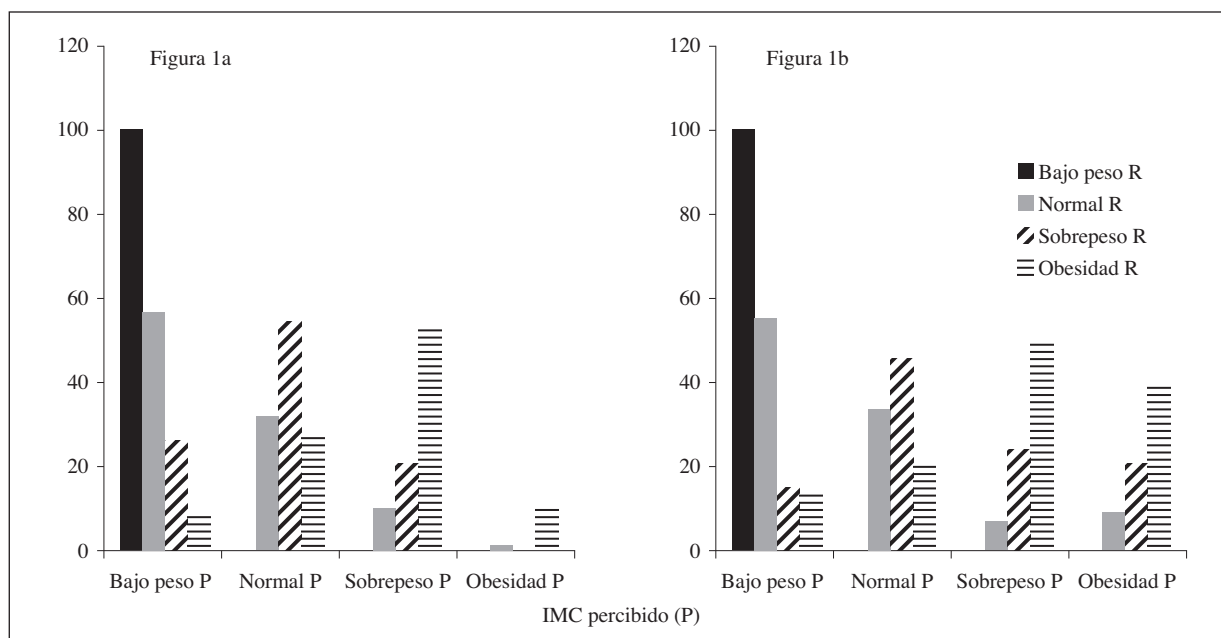 Figura 1a
120
100
80
60
40
20
0
Bajo peso P Normal P Sobrepeso P Obesidad P
Figura 1b
120
100
80
60
40
20
0
Bajo peso R
Normal R
Sobrepeso R
Obesidad R
Bajo peso P Normal P Sobrepeso P Obesidad P
IMC percibido (P)